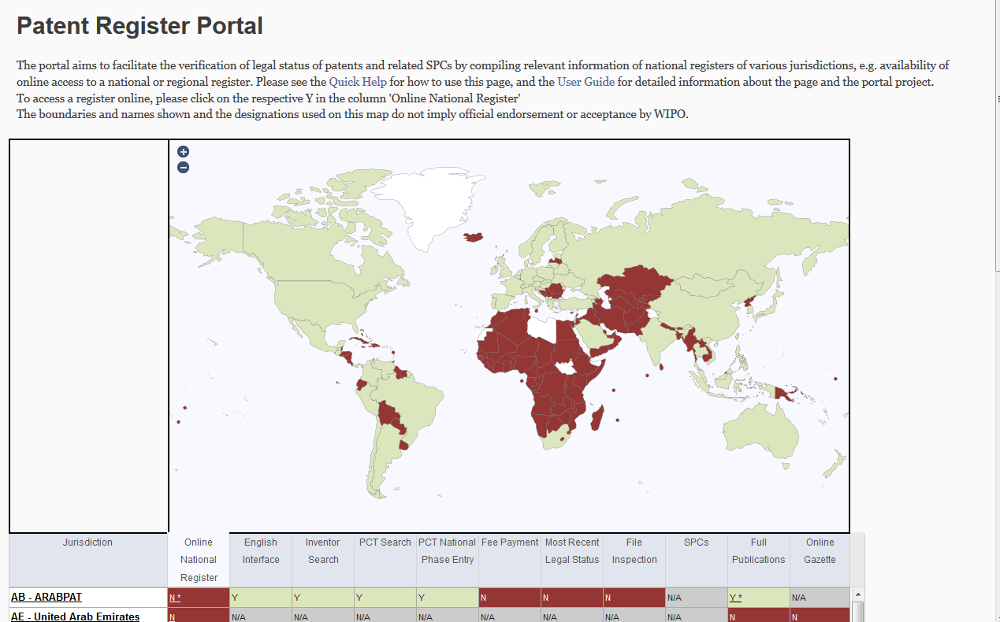 Patent Register Portal
The portal aims to facilitate the verification of legal status of patents and related SPCs by compiling relevant information of national registers of various jurisdictions, e.g. availability of
online access to a national or regional register. Please see the Quick Help for how to use this page, and the User Guide for detailed information about the page and the portal project.
To access a register online, please click on the respective Y in the column 'Online National Register'
The boundaries and names shown and the designations used on this map do not imply official endorsement or acceptance by WIPO.
+
−
Jurisdiction Online English Inventor PCT Search PCT National Fee Payment Most Recent File SPCs Full Online
National Interface Search Phase Entry Legal Status Inspection Publications Gazette
Register
AB - ARABPAT N * Y Y Y Y N N N N/A Y * N/A
AE - United Arab Emirates N N/A N/A N/A N/A N/A N/A N/A N/A N N